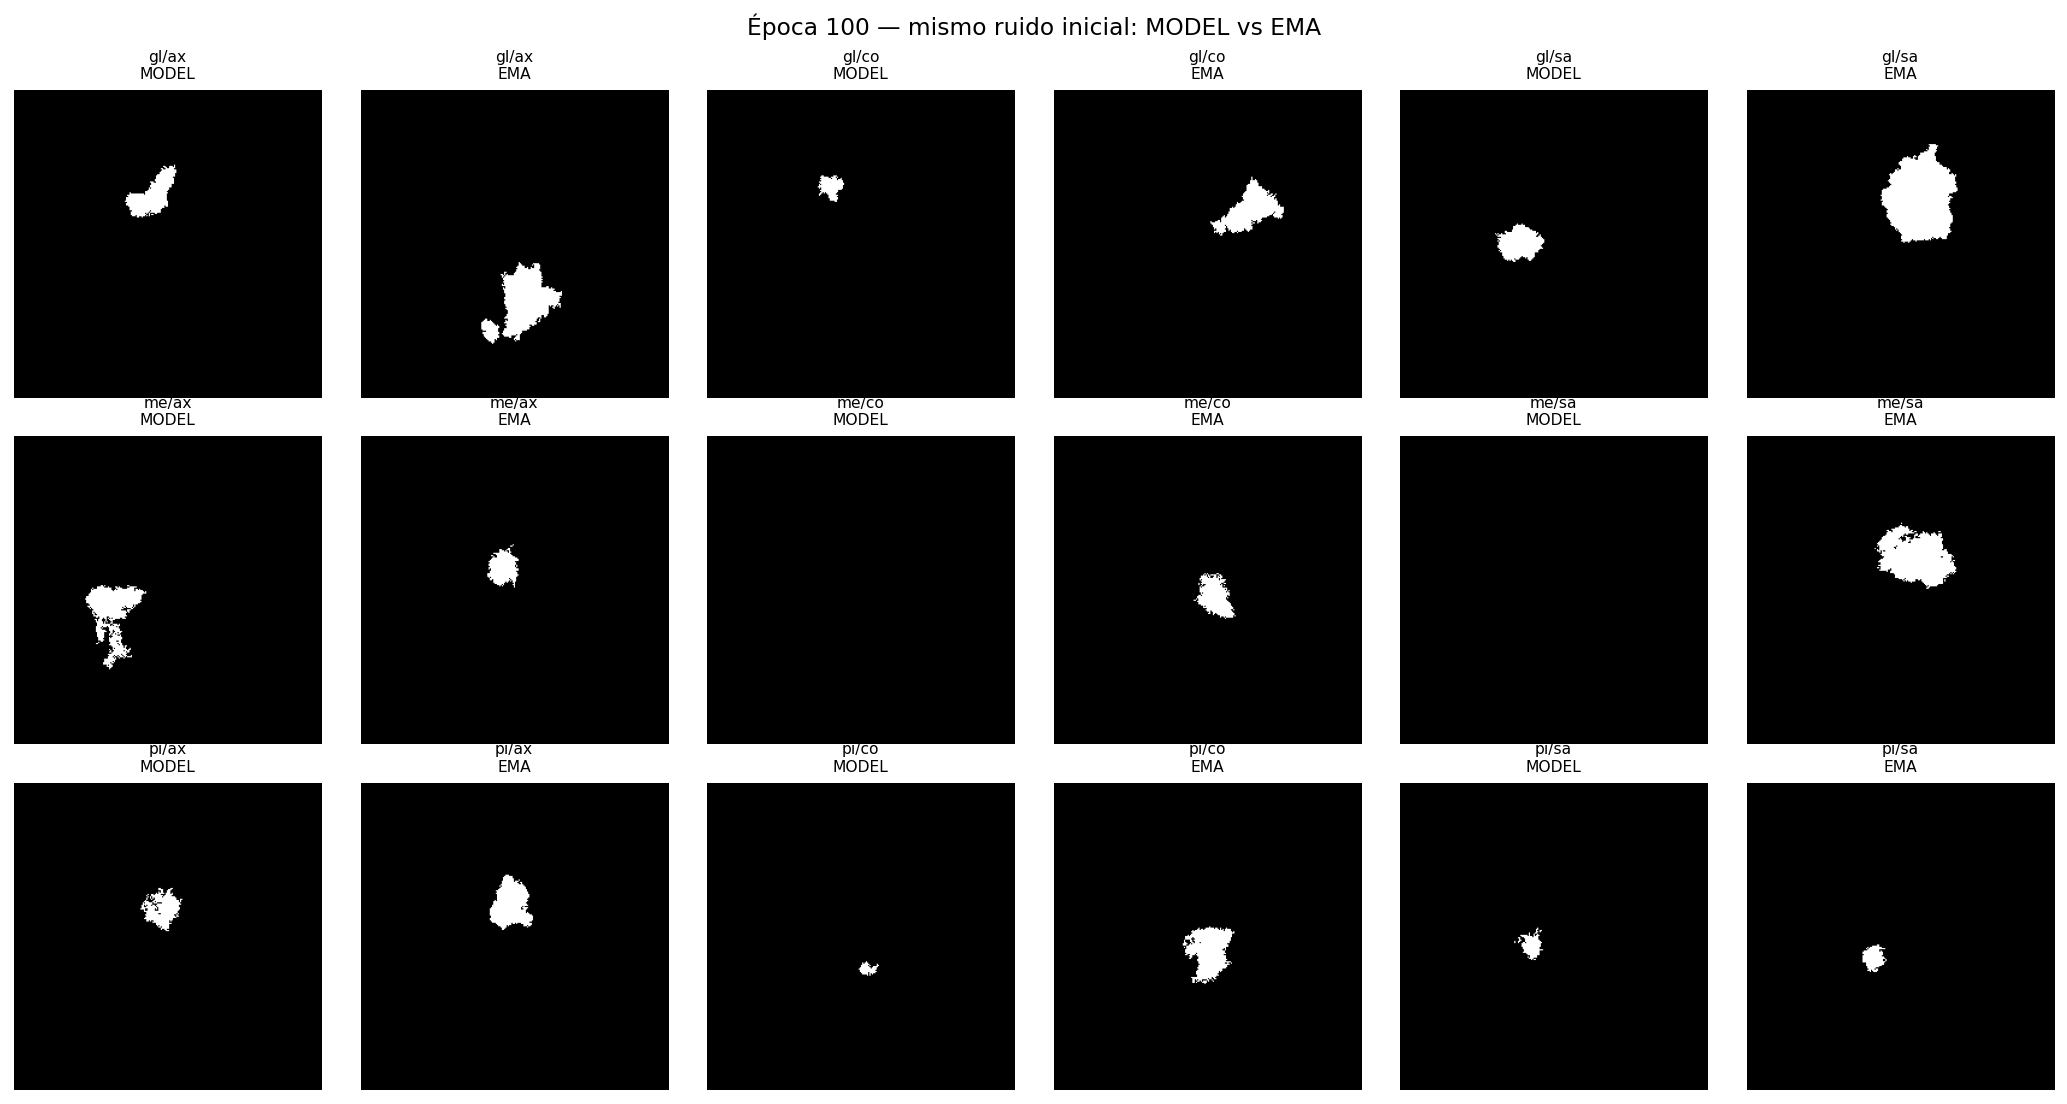 Época 100 — mismo ruido inicial: MODEL vs EMA
gl/ax
MODEL
gl/ax
EMA
gl/co
MODEL
gl/co
EMA
gl/sa
MODEL
gl/sa
EMA
me/ax
MODEL
me/ax
EMA
me/co
MODEL
me/co
EMA
me/sa
MODEL
me/sa
EMA
pi/ax
MODEL
pi/ax
EMA
pi/co
MODEL
pi/co
EMA
pi/sa
MODEL
pi/sa
EMA